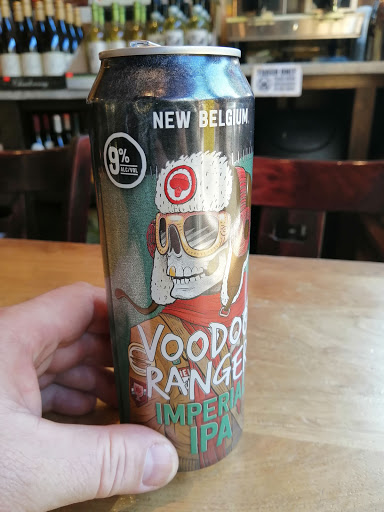 NEW BELGIUM
9%
ALC/VOL
VOODOO
RANGER
IMPERIAL
IPA